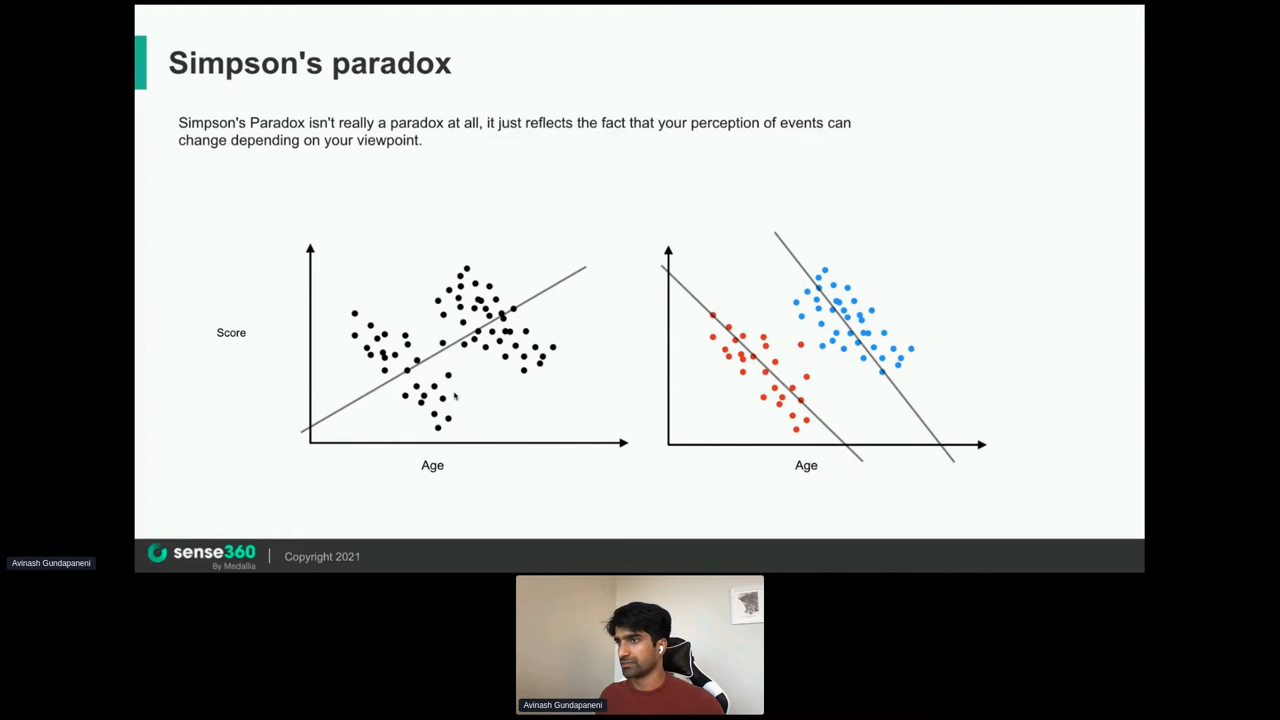 Simpson's paradox
Simpson's Paradox isn't really a paradox at all, it just reflects the fact that your perception of events can
change depending on your viewpoint.
Score
Age
Age
sense360
By Medallia
Copyright 2021
Avinash Gundapaneni
Avinash Gundapaneni